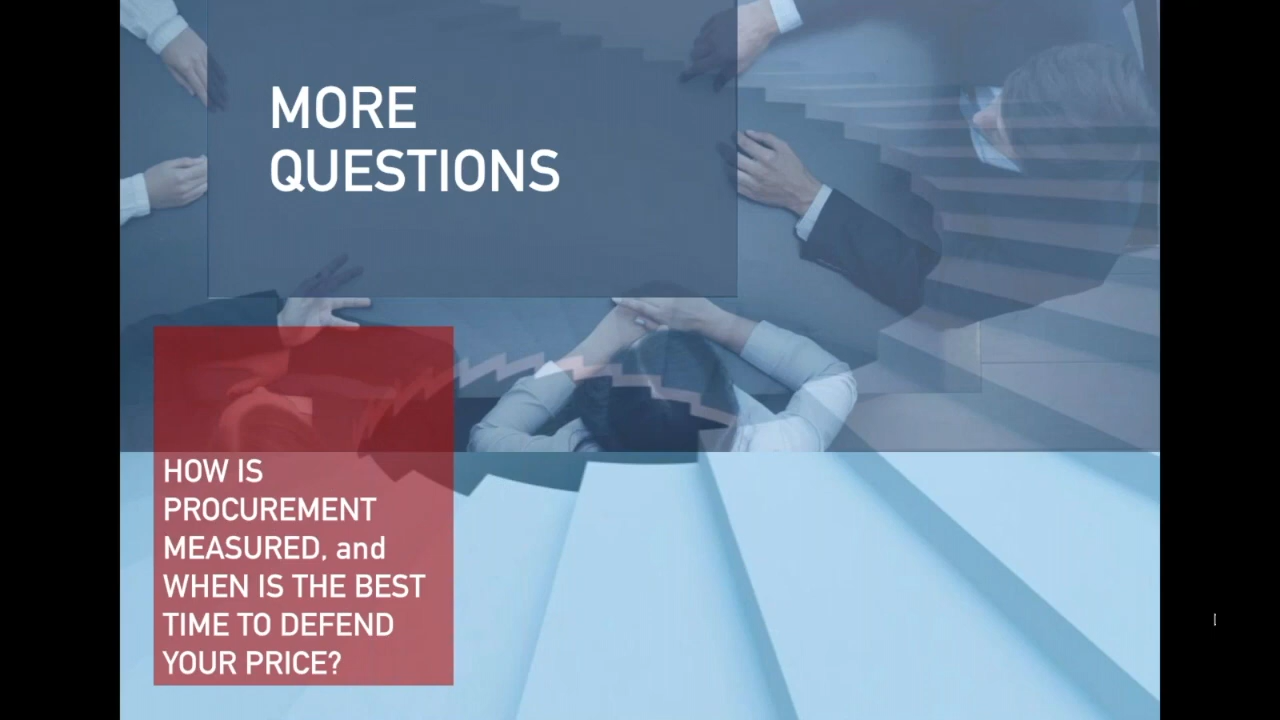 MORE
QUESTIONS
HOW IS
PROCUREMENT
MEASURED, and
WHEN IS THE BEST
TIME TO DEFEND
YOUR PRICE?